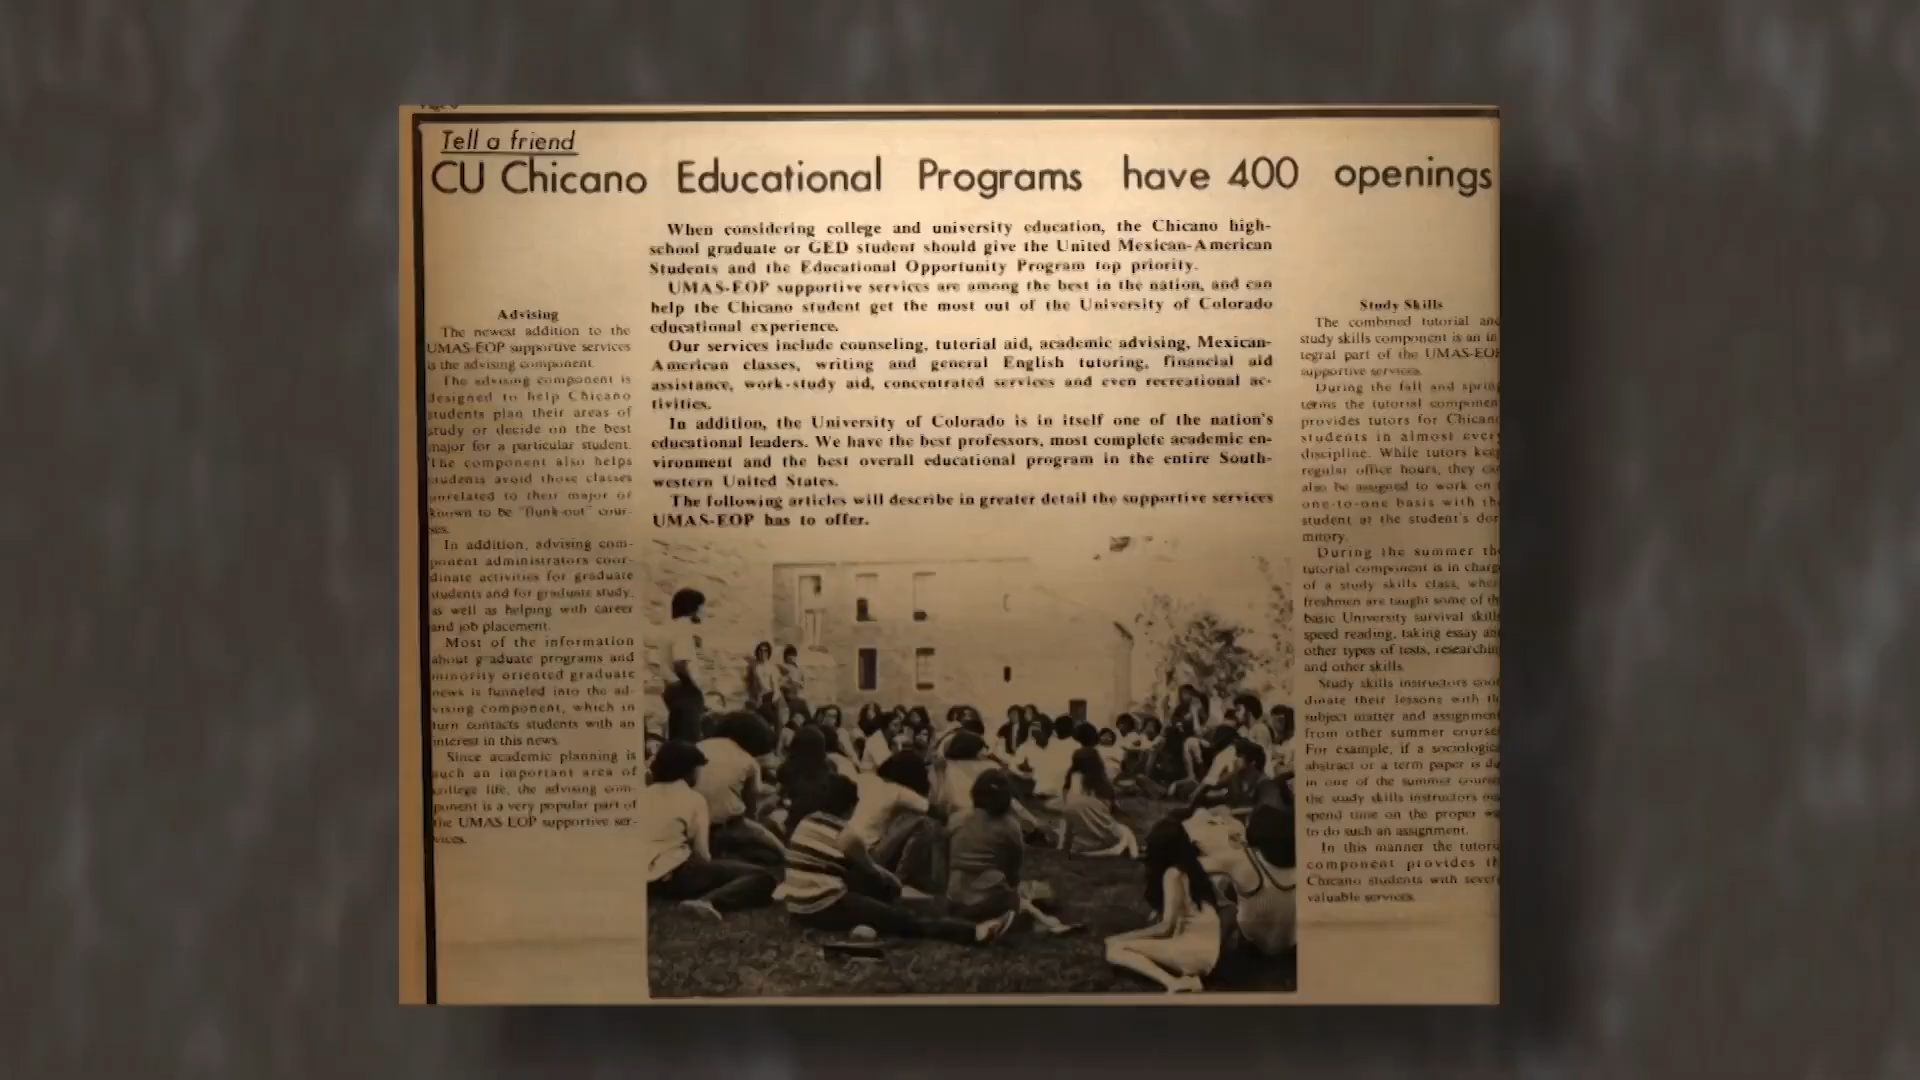 Tell a friend
CU Chicano Educational Programs have 400 openings
Advising
The newest addition to the
UMAS-EOP supportive services
is the advising component.
The advising component is
designed to help Chicano
students plan their areas of
study or decide on the best
major for a particular student.
The component also helps
students avoid those classes
unrelated to their major or
known to be "flunk-out" cour-
ses.
In addition, advising com-
ponent administrators coor-
dinate activities for graduate
students and for graduate study,
as well as helping with career
and job placement.
Most of the information
about graduate programs and
minority oriented graduate
news is funneled into the ad-
vising component, which in
turn contacts students with an
interest in this news.
Since academic planning is
such an important area of
college life, the advising com-
ponent is a very popular part of
the UMAS EOP supportive ser-
vices.
When considering college and university education, the Chicano high-
school graduate or GED student should give the United Mexican-American
Students and the Educational Opportunity Program top priority.
UMAS-EOP supportive services are among the best in the nation, and can
help the Chicano student get the most out of the University of Colorado
educational experience.
Our services include counseling, tutorial aid, academic advising, Mexican-
American classes, writing and general English tutoring, financial aid
assistance, work-study aid, concentrated services and even recreational ac-
tivities.
In addition, the University of Colorado is in itself one of the nation's
educational leaders. We have the best professors, most complete academic en-
vironment and the best overall educational program in the entire South-
western United States.
The following articles will describe in greater detail the supportive services
UMAS-EOP has to offer.
Study Skills
The combined tutorial and
study skills component is an in
tegral part of the UMAS-EOP
supportive services.
During the fall and spring
terms the tutorial componen
provides tutors for Chicano
students in almost every
discipline. While tutors keep
regular office hours, they can
also be assigned to work on
one-to-one basis with the
student at the student's dor
mitory.
During the summer the
tutorial component is in charg
of a study skills class, wher
freshmen are taught some of th
basic University survival skill
speed reading, taking essay an
other types of tests, researchin
and other skills.
Study skills instructors coor
dinate their lessons with th
subject matter and assignmen
from other summer course
For example, if a sociologica
abstract or a term paper is du
in one of the summer course
the study skills instructors
spend time on the proper wa
to do such an assignment.
In this manner the tutoria
component provides th
Chicano students with sever
valuable services.